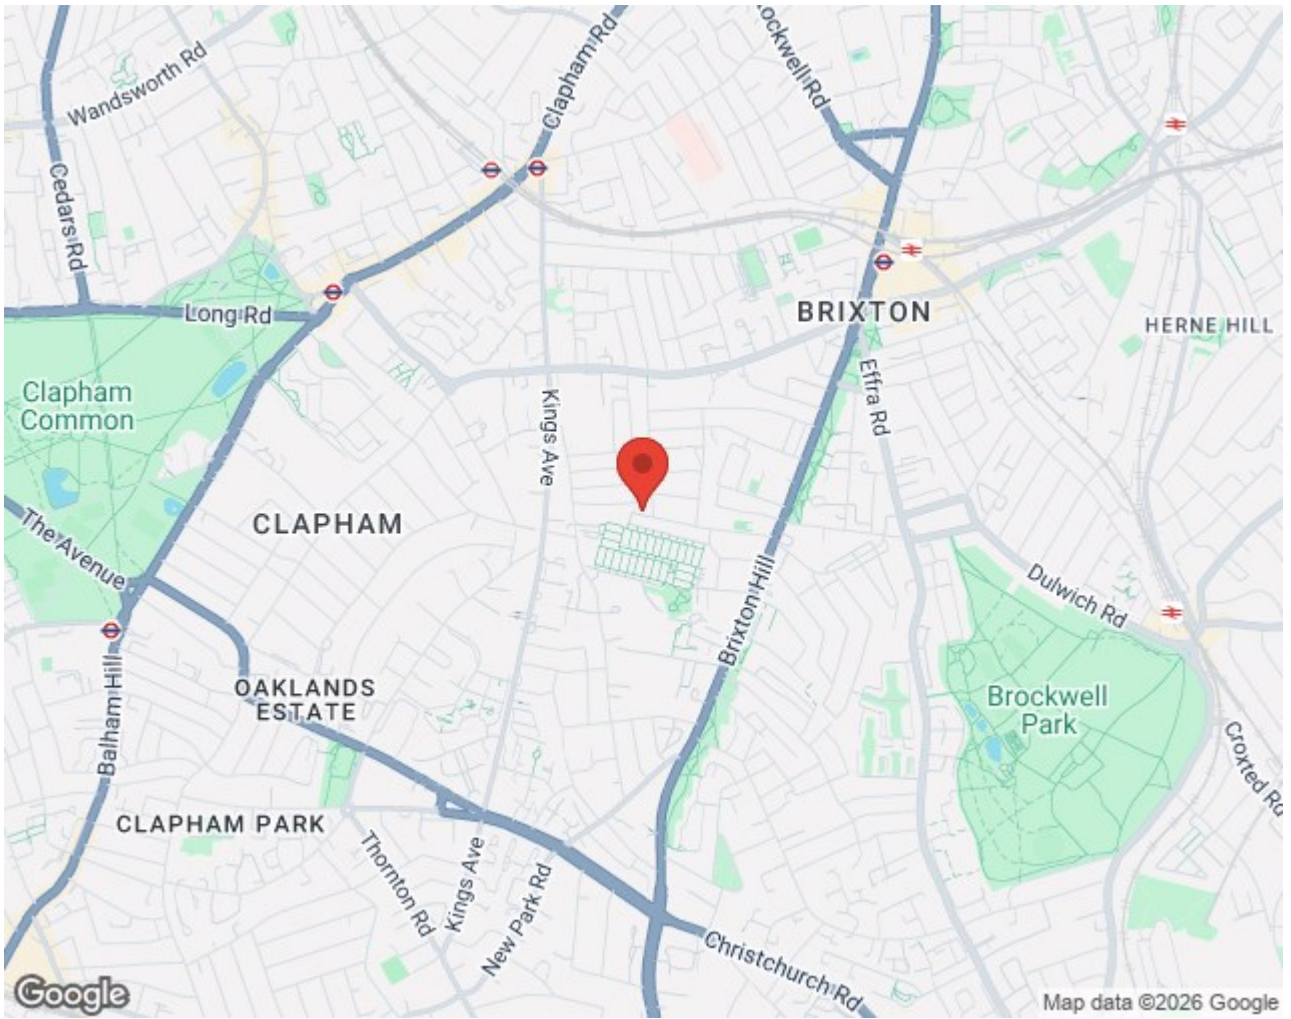 Clapham Rd
ockwell Rd
Wandsworth Rd
Cedars Rd
Long Rd
BRIXTON
HERNE HILL
Clapham
Common
Kings Ave
Effra Rd
CLAPHAM
The Avenue
Brixton Hill
Dulwich Rd
OAKLANDS
ESTATE
Brockwell
Park
Balham Hill
Croxted Rd
CLAPHAM PARK
Thornton Rd
Kings Ave
New Park Rd
Christchurch Rd
Google
Map data ©2026 Google